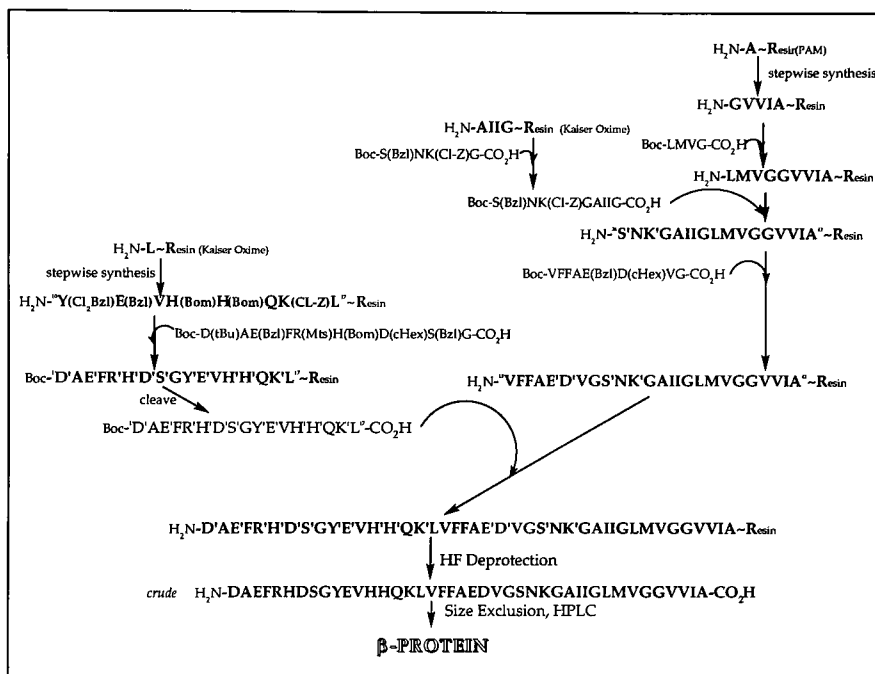 H₂N-A~Resin(PAM)
stepwise synthesis
H₂N-GVVIA~Resin
H₂N-AIIG~Resin (Kaiser Oxime)
Boc-LMVG-CO₂H
Boc-S(Bzl)NK(Cl-Z)G-CO₂H
H₂N-LMVGGVVIA~Resin
Boc-S(Bzl)NK(Cl-Z)GAIIG-CO₂H
H₂N-"S'NK'GAIIGLMVGGVVIA"~Resin
H₂N-L~Resin (Kaiser Oxime)
stepwise synthesis
Boc-VFFAE(Bzl)D(cHex)VG-CO₂H
H₂N-"Y(Cl₂Bzl)E(Bzl)VH(Bom)H(Bom)QK(CL-Z)L"~Resin
Boc-D(tBu)AE(Bzl)FR(Mts)H(Bom)D(cHex)S(Bzl)G-CO₂H
Boc-'D'AE'FR'H'D'S'GY'E'VH'H'QK'L"~Resin
H₂N-"VFFAE'D'VGS'NK'GAIIGLMVGGVVIA"~Resin
cleave
Boc-'D'AE'FR'H'D'S'GY'E'VH'H'QK'L"-CO₂H
H₂N-D'AE'FR'H'D'S'GY'E'VH'H'QK'LVFFAE'D'VGS'NK'GAIIGLMVGGVVIA~Resin
HF Deprotection
crude H₂N-DAEFRHDSGYEVHHQKLVFFAEDVGSNKGAIIGLMVGGVVIA-CO₂H
Size Exclusion, HPLC
β-PROTEIN